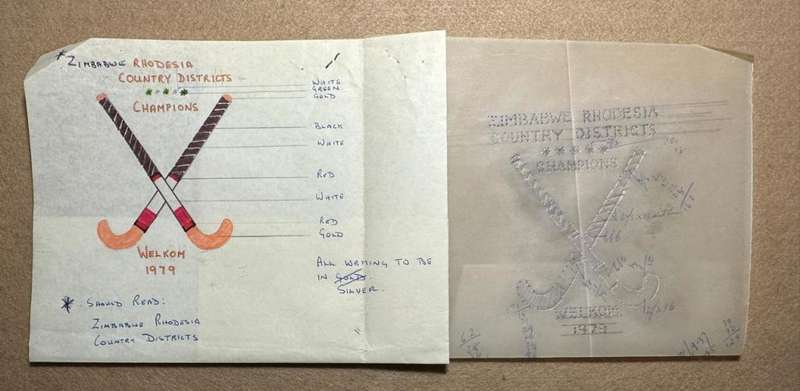 * ZIMBABWE RHODESIA
COUNTRY DISTRICTS
CHAMPIONS
WHITE
GREEN
GOLD
BLACK
WHITE
RED
WHITE
RED
GOLD
WELKOM
1979
ALL WRITING TO BE
IN GOLD.
SILVER.
* SHOULD READ:
ZIMBABWE RHODESIA
COUNTRY DISTRICTS
ZIMBABWE RHODESIA
COUNTRY DISTRICTS
CHAMPIONS
WELKOM
1979